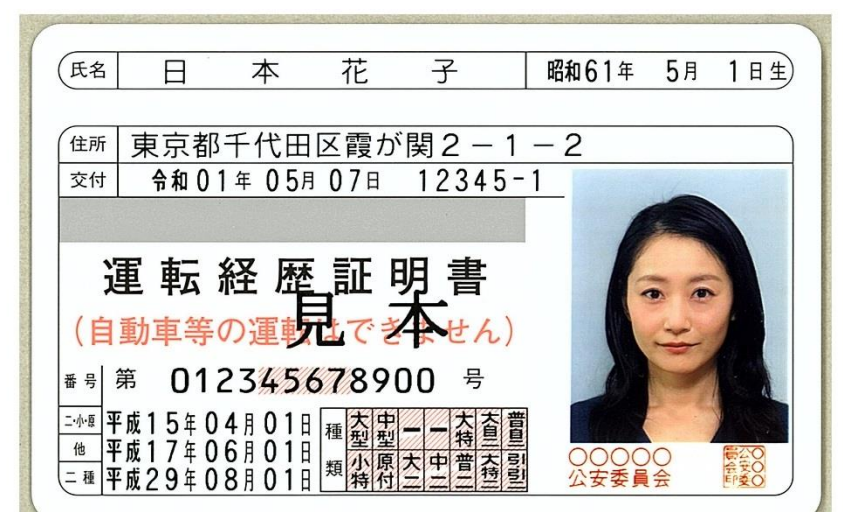 氏名 日本花子 昭和61年 5月 1日生
住所 東京都千代田区霞が関2-1-2
交付 令和01年05月07日 12345-1
運転経歴証明書
見本
(自動車等の運転はできません)
番号 第 012345678900 号
二・小・原 平成15年04月01日
他 平成17年06月01日
二種 平成29年08月01日
種類 大型 中型 ー ー 大特 大自二 普自二
小特 原付 大二 中二 普二 大特二 引引二
○○○○○
公安委員会